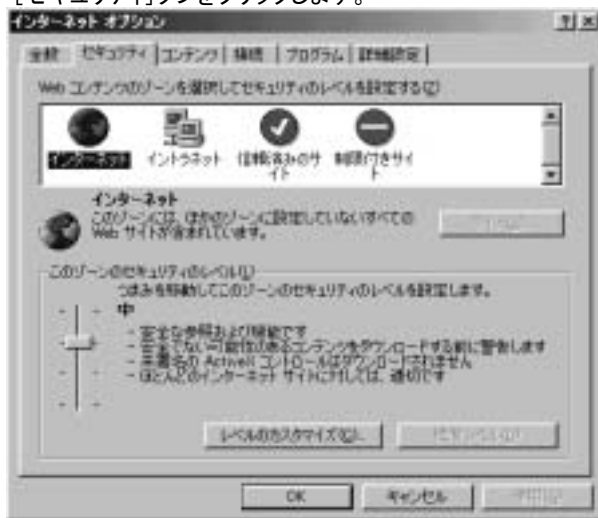 [セキュリティ]タブをクリックします。
インターネット オプション
全般 セキュリティ コンテンツ 接続 プログラム 詳細設定
Web コンテンツのゾーンを選択してセキュリティのレベルを設定する(Z)
インターネット イントラネット 信頼済みのサイト 制限付きサイト
インターネット
このゾーンには、ほかのゾーンに設定していないすべての
Web サイトが含まれています。
このゾーンのセキュリティのレベル(L)
つまみを移動してこのゾーンのセキュリティのレベルを設定します。
中
- 安全な参照および機能的です
- 安全でない可能性のあるコンテンツをダウンロードする前に警告します
- 未署名の ActiveX コントロールはダウンロードされません
- ほとんどのインターネット サイトに対しては、適切です
レベルのカスタマイズ(C)...
OK キャンセル